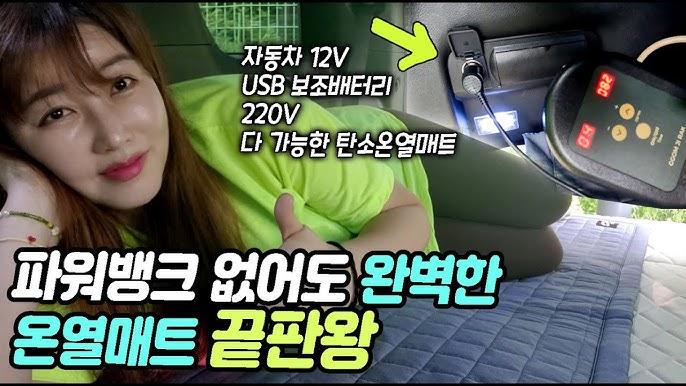 자동차 12V
USB 보조배터리
220V
다 가능한 탄소온열매트
파워뱅크 없어도 완벽한
온열매트 끝판왕